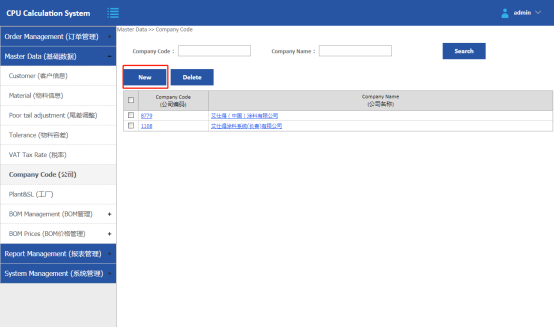 CPU Calculation System
admin
Order Management (订单管理)
Master Data (基础数据)
Customer (客户信息)
Material (物料信息)
Poor tail adjustment (尾差调整)
Tolerance (物料容差)
VAT Tax Rate (税率)
Company Code (公司)
Plant&SL (工厂)
BOM Management (BOM管理) +
BOM Prices (BOM价格管理) +
Report Management (报表管理)
System Management (系统管理)
Master Data >> Company Code
Company Code : Company Name : Search
New Delete
Company Code Company Name
(公司编码) (公司名称)
8779 艾仕得(中国)涂料有限公司
1108 艾仕得涂料系统(长春)有限公司